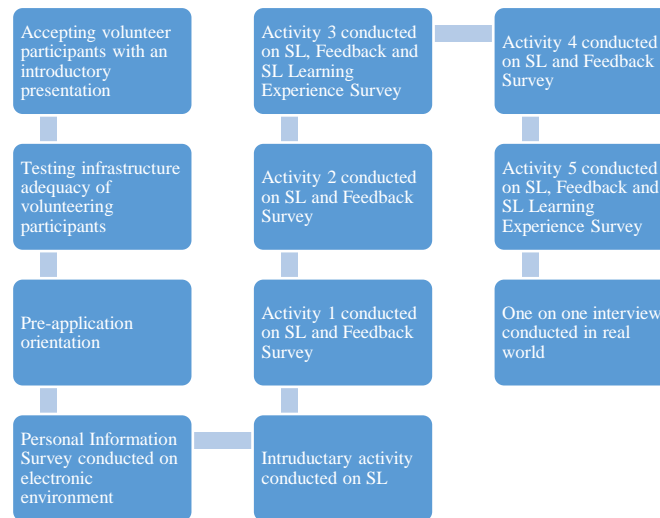 Accepting volunteer
participants with an
introductory
presentation
Testing infrastructure
adequacy of
volunteering
participants
Pre-application
orientation
Personal Information
Survey conducted on
electronic
environment
Intruductary activity
conducted on SL
Activity 1 conducted
on SL and Feedback
Survey
Activity 2 conducted
on SL and Feedback
Survey
Activity 3 conducted
on SL, Feedback and
SL Learning
Experience Survey
Activity 4 conducted
on SL and Feedback
Survey
Activity 5 conducted
on SL, Feedback and
SL Learning
Experience Survey
One on one interview
conducted in real
world